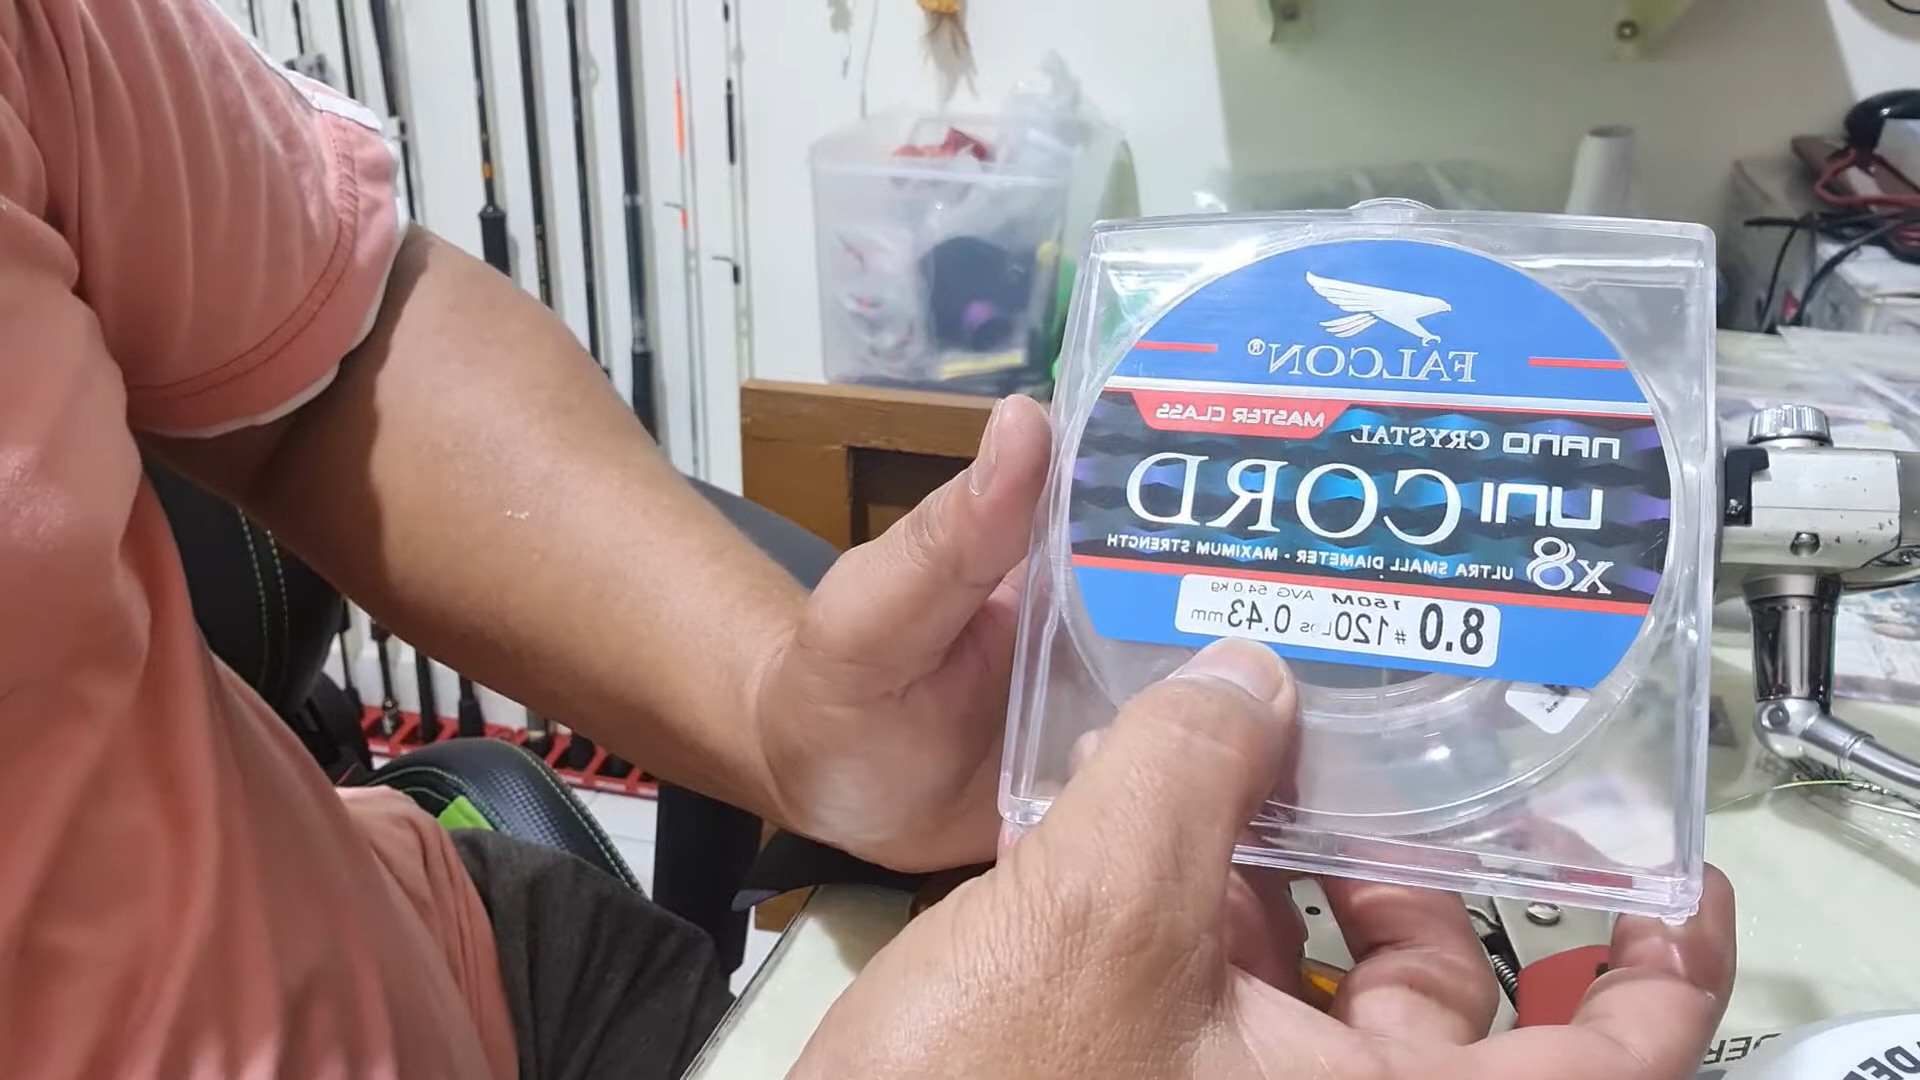 FALCON®
MASTER CLASS
NANO CRYSTAL
UNI CORD
X8 ULTRA SMALL DIAMETER • MAXIMUM STRENGTH
150M AVG 54.0 kg
8.0 # 120Lbs 0.43mm